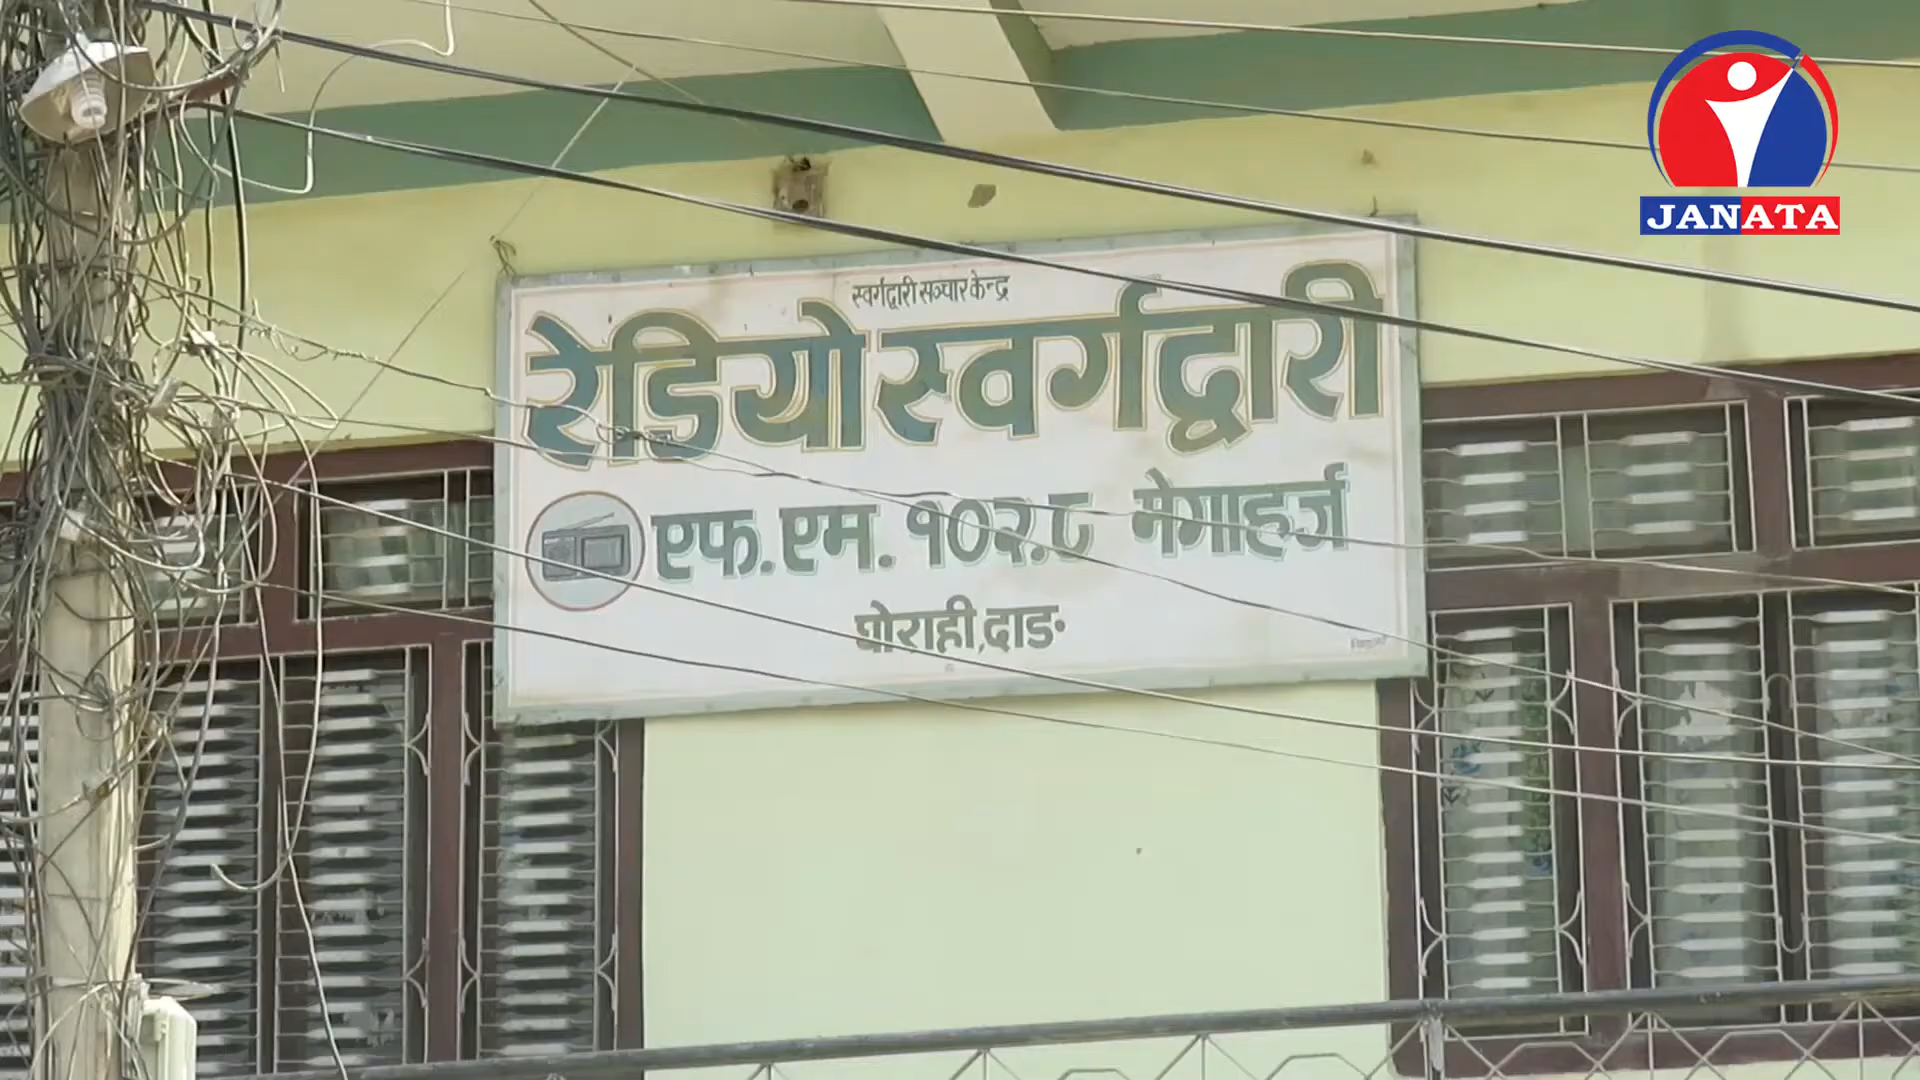 स्वर्गद्वारी सञ्चार केन्द्र
रेडियो स्वर्गद्वारी
एफ.एम. १०२.८ मेगाहर्ज
घोराही, दाङ
JANATA